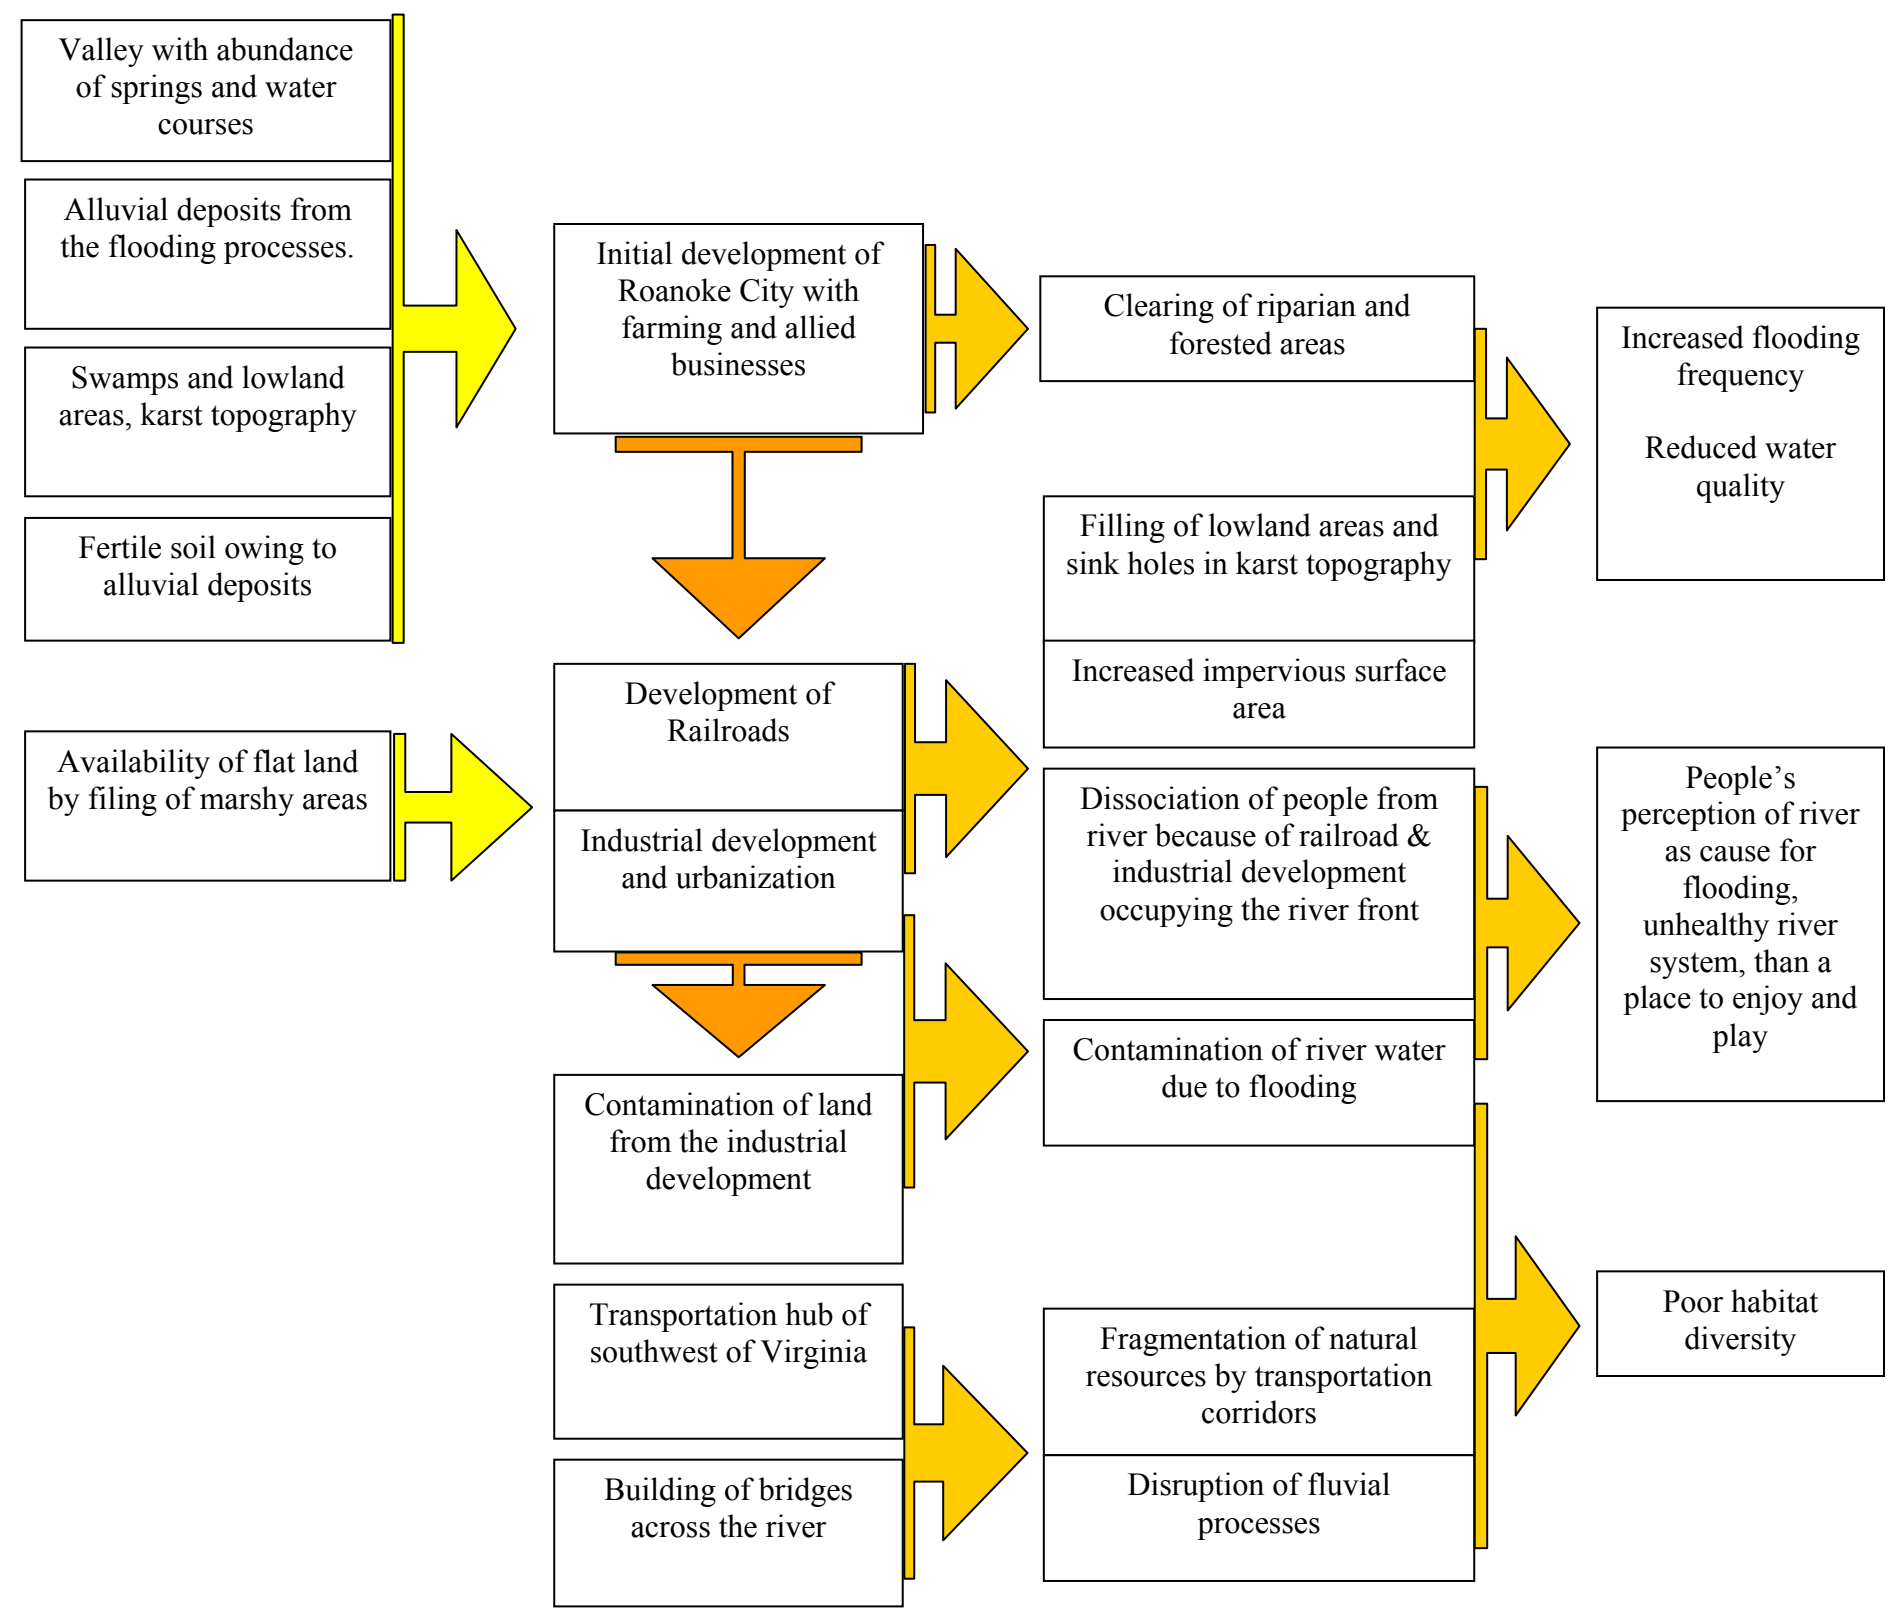 Valley with abundance
of springs and water
courses
Alluvial deposits from
the flooding processes.
Swamps and lowland
areas, karst topography
Fertile soil owing to
alluvial deposits
Availability of flat land
by filing of marshy areas
Initial development of
Roanoke City with
farming and allied
businesses
Development of
Railroads
Industrial development
and urbanization
Contamination of land
from the industrial
development
Transportation hub of
southwest of Virginia
Building of bridges
across the river
Clearing of riparian and
forested areas
Filling of lowland areas and
sink holes in karst topography
Increased impervious surface
area
Dissociation of people from
river because of railroad &
industrial development
occupying the river front
Contamination of river water
due to flooding
Fragmentation of natural
resources by transportation
corridors
Disruption of fluvial
processes
Increased flooding
frequency
Reduced water
quality
People’s
perception of river
as cause for
flooding,
unhealthy river
system, than a
place to enjoy and
play
Poor habitat
diversity